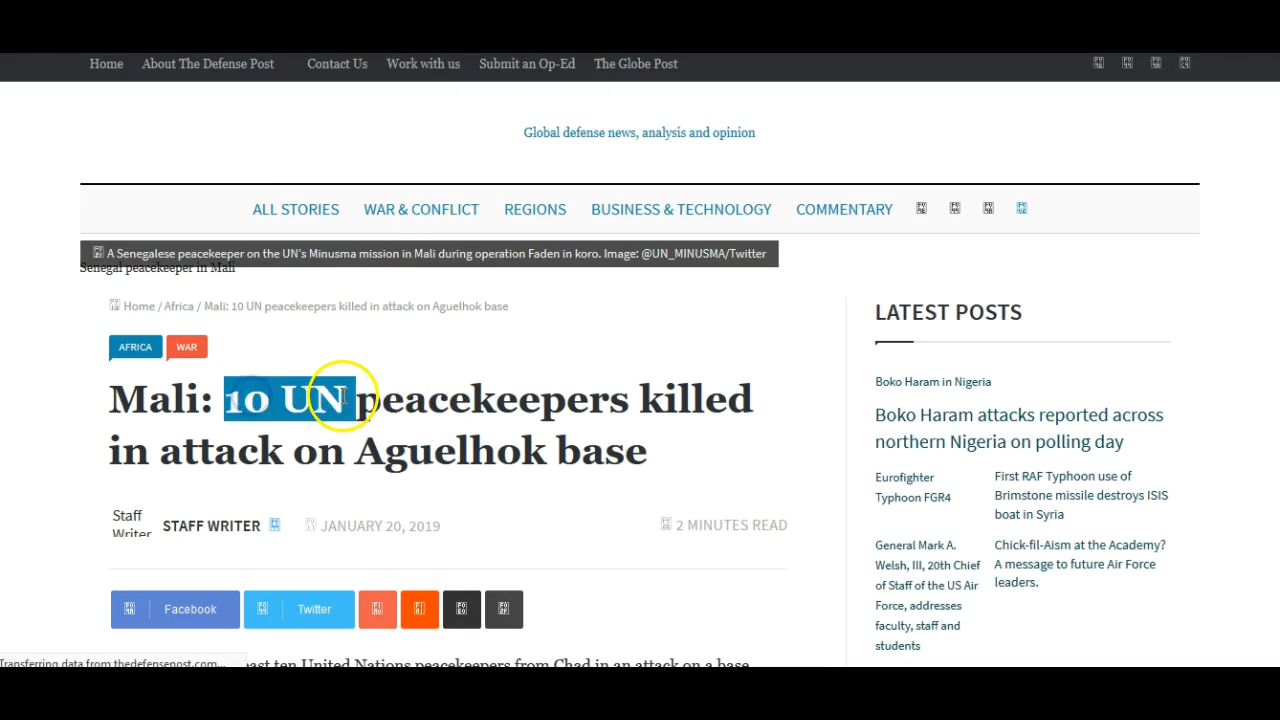 Home About The Defense Post Contact Us Work with us Submit an Op-Ed The Globe Post
Global defense news, analysis and opinion
ALL STORIES WAR & CONFLICT REGIONS BUSINESS & TECHNOLOGY COMMENTARY
A Senegalese peacekeeper on the UN's Minusma mission in Mali during operation Faden in koro. Image: @UN_MINUSMA/Twitter
Senegal peacekeeper in Mali
Home / Africa / Mali: 10 UN peacekeepers killed in attack on Aguelhok base
AFRICA WAR
Mali: 10 UN peacekeepers killed
in attack on Aguelhok base
Staff
Writer
STAFF WRITER JANUARY 20, 2019 2 MINUTES READ
Facebook Twitter
east ten United Nations peacekeepers from Chad in an attack on a base
Transferring data from thedefensepost.com...
LATEST POSTS
Boko Haram in Nigeria
Boko Haram attacks reported across
northern Nigeria on polling day
Eurofighter
Typhoon FGR4
First RAF Typhoon use of
Brimstone missile destroys ISIS
boat in Syria
General Mark A.
Welsh, III, 20th Chief
of Staff of the US Air
Force, addresses
faculty, staff and
students
Chick-fil-Aism at the Academy?
A message to future Air Force
leaders.